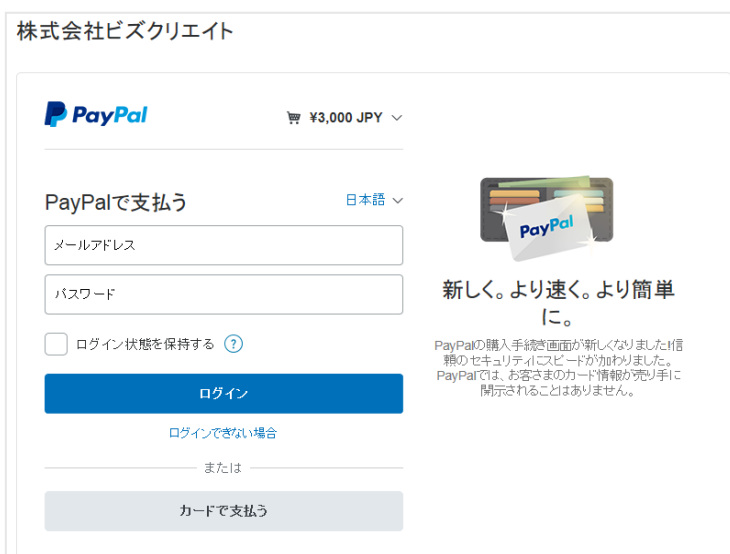 株式会社ビズクリエイト
PayPal
¥3,000 JPY
PayPalで支払う
日本語
メールアドレス
パスワード
ログイン状態を保持する ?
ログイン
ログインできない場合
または
カードで支払う
PayPal
新しく。より速く。より簡単
に。
PayPalの購入手続き画面が新しくなりました!信
頼のセキュリティにスピードが加わりました。
PayPalでは、お客さまのカード情報が売り手に
開示されることはありません。